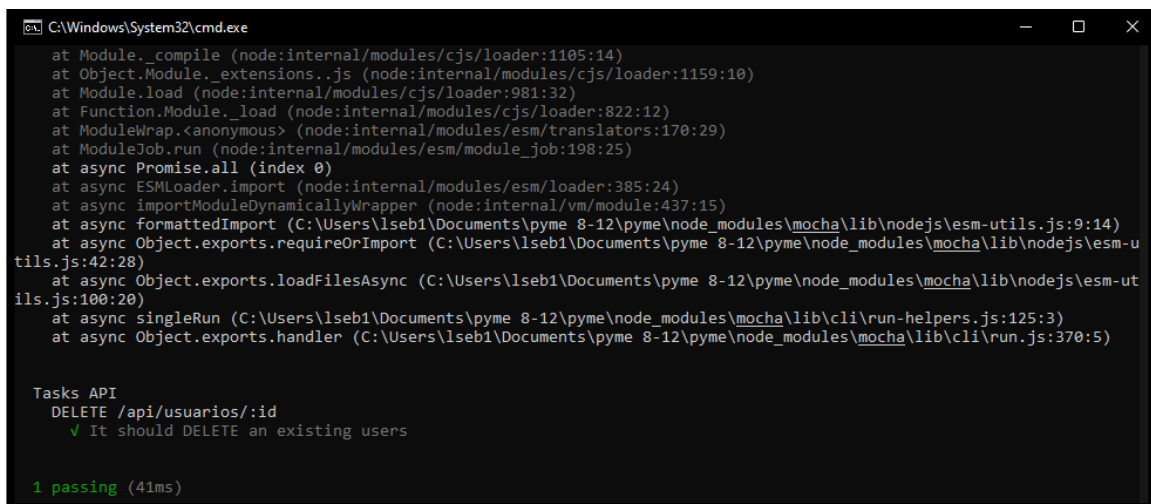 C:\Windows\System32\cmd.exe
at Module._compile (node:internal/modules/cjs/loader:1105:14)
at Object.Module._extensions..js (node:internal/modules/cjs/loader:1159:10)
at Module.load (node:internal/modules/cjs/loader:981:32)
at Function.Module._load (node:internal/modules/cjs/loader:822:12)
at ModuleWrap.<anonymous> (node:internal/modules/esm/translators:170:29)
at ModuleJob.run (node:internal/modules/esm/module_job:198:25)
at async Promise.all (index 0)
at async ESMLoader.import (node:internal/modules/esm/loader:385:24)
at async importModuleDynamicallyWrapper (node:internal/vm/module:437:15)
at async formattedImport (C:\Users\lseb1\Documents\pyme 8-12\pyme\node_modules\mocha\lib\nodejs\esm-utils.js:9:14)
at async Object.exports.requireOrImport (C:\Users\lseb1\Documents\pyme 8-12\pyme\node_modules\mocha\lib\nodejs\esm-u
tils.js:42:28)
at async Object.exports.loadFilesAsync (C:\Users\lseb1\Documents\pyme 8-12\pyme\node_modules\mocha\lib\nodejs\esm-ut
ils.js:100:20)
at async singleRun (C:\Users\lseb1\Documents\pyme 8-12\pyme\node_modules\mocha\lib\cli\run-helpers.js:125:3)
at async Object.exports.handler (C:\Users\lseb1\Documents\pyme 8-12\pyme\node_modules\mocha\lib\cli\run.js:370:5)
Tasks API
DELETE /api/usuarios/:id
√ It should DELETE an existing users
1 passing (41ms)